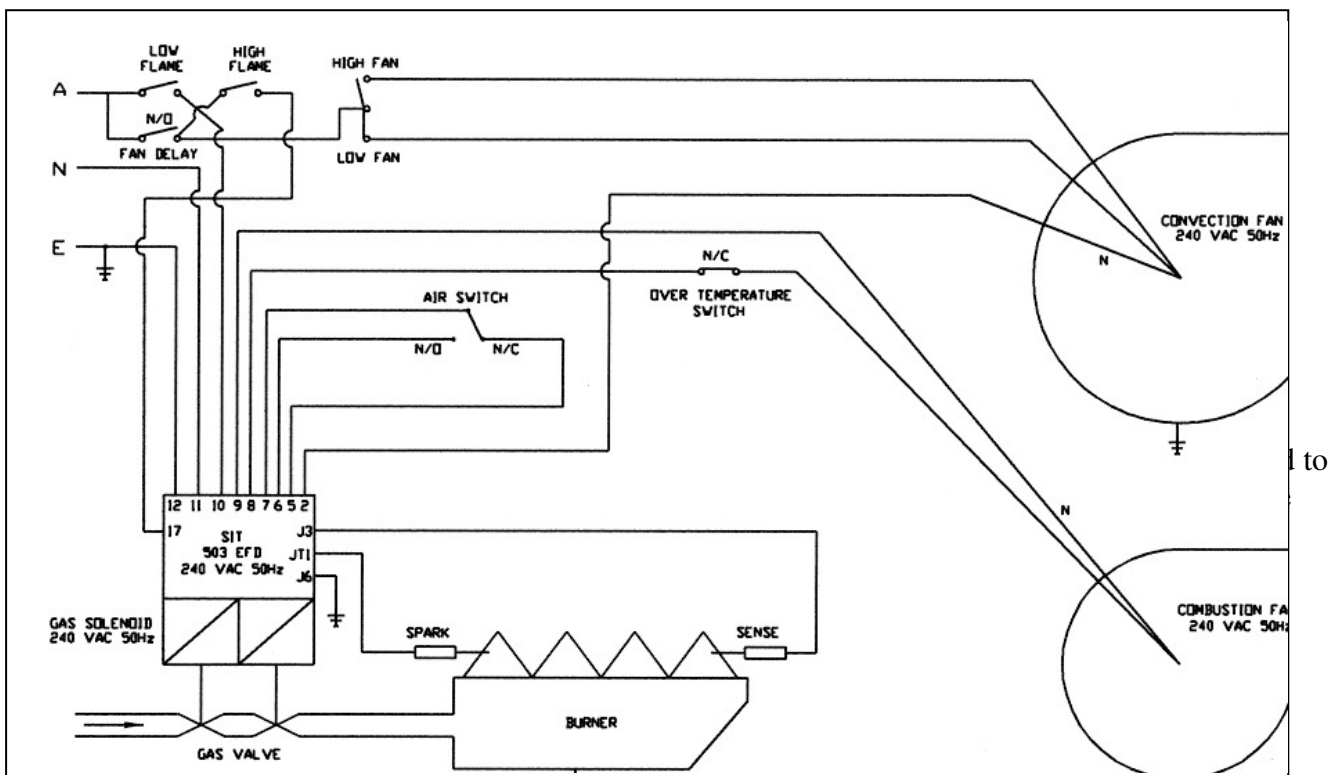 LOW
FLAME
HIGH
FLAME
HIGH FAN
A
N/O
FAN DELAY
LOW FAN
N
CONVECTION FAN
240 VAC 50Hz
E
N
N/C
OVER TEMPERATURE
SWITCH
AIR SWITCH
N/O
N/C
d to
12 11 10 9 8 7 6 5 2
17
SIT
503 EFD
240 VAC 50Hz
J3
JT1
J6
N
GAS SOLENOID
240 VAC 50Hz
SPARK
SENSE
COMBUSTION FA
240 VAC 50Hz
BURNER
GAS VALVE